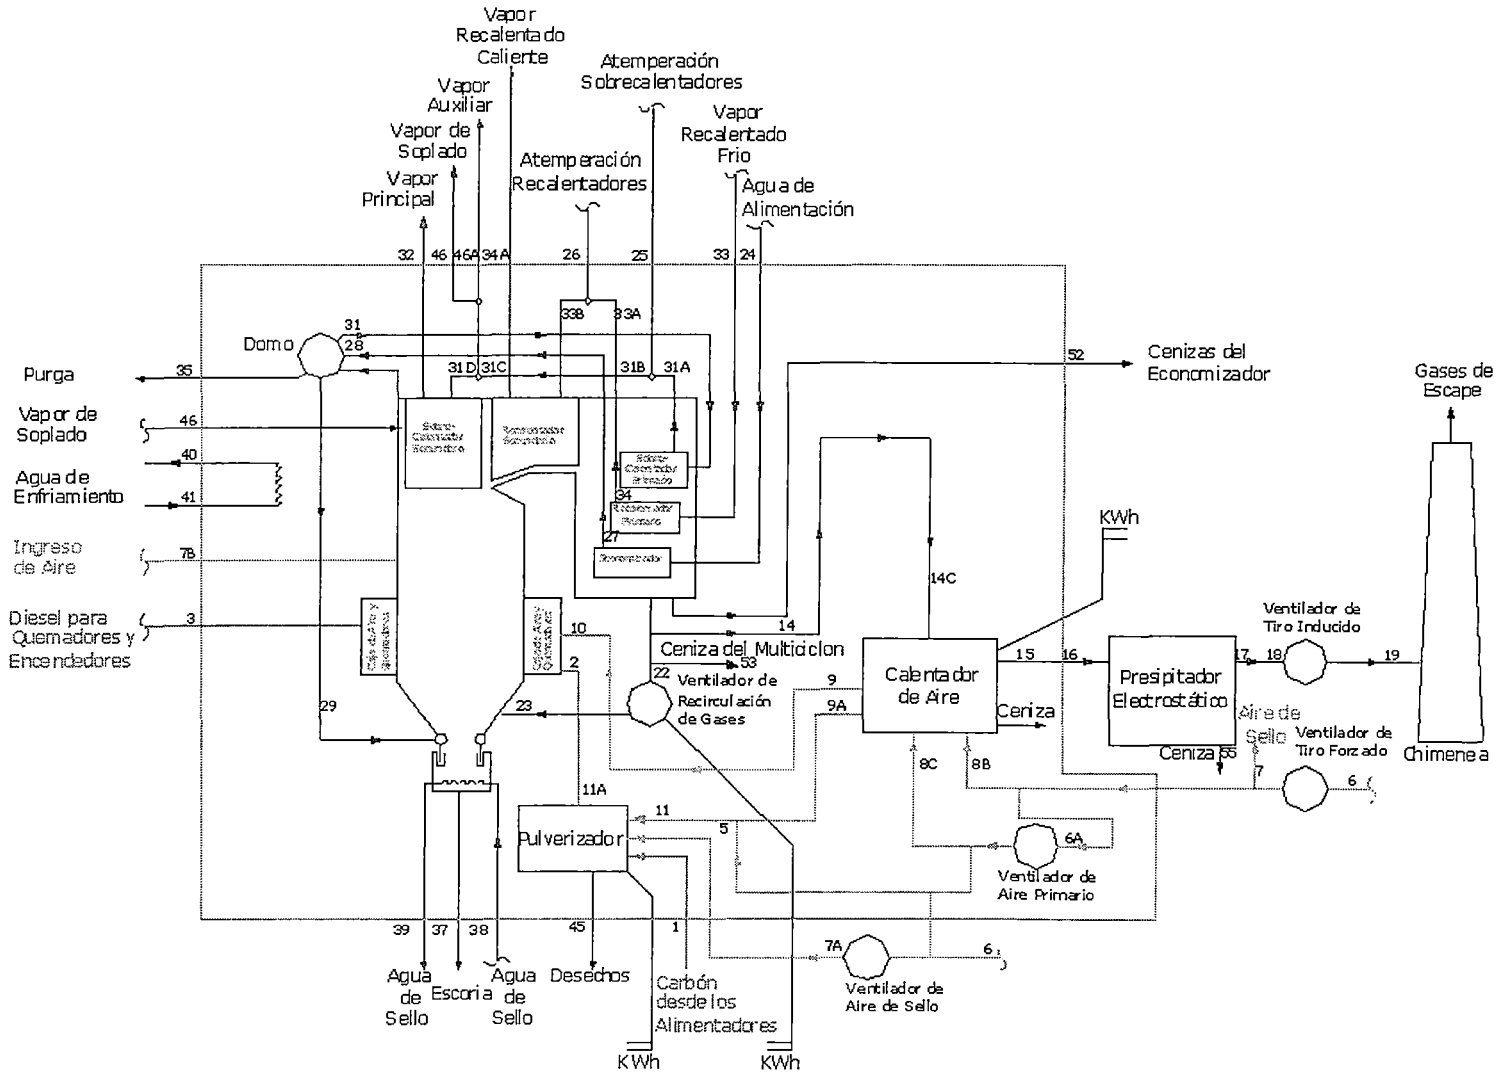 Vapor
Recalentado
Caliente
Atemperación
Sobrecalentadores
Vapor
Auxiliar
Vapor
Recalentado
Frio
Vapor de
Soplado
Atemperación
Recalentadores
Vapor
Principal
Agua de
Alimentación
32
46
46A
34A
26
25
33
24
33B
33A
31
28
Domo
31D
31C
31B
31A
52
Cenizas del
Economizador
Purga
35
Gases de
Escape
Vapor de
Soplado
46
40
Agua de
Enfriamiento
41
34
27
KWh
Ingreso
de Aire
7B
14C
Diesel para
Quemadores y
Encendedores
3
10
2
14
Ceniza del Multiciclon
53
22
Ventilador de
Recirculación
de Gases
23
29
9
9A
Calentador
de Aire
15
16
Ceniza
Presipitador
Electrostático
17
18
19
Ventilador de
Tiro Inducido
Aire de
Sello
Ventilador de
Tiro Forzado
Ceniza
55
Chimenea
8C
8B
7
6
11A
11
5
Pulverizador
6A
Ventilador de
Aire Primario
39
37
38
45
1
7A
6
Agua
de
Sello
Escoria
Agua
de
Sello
Desechos
Carbón
desde los
Alimentadores
Ventilador de
Aire de Sello
KWh
KWh